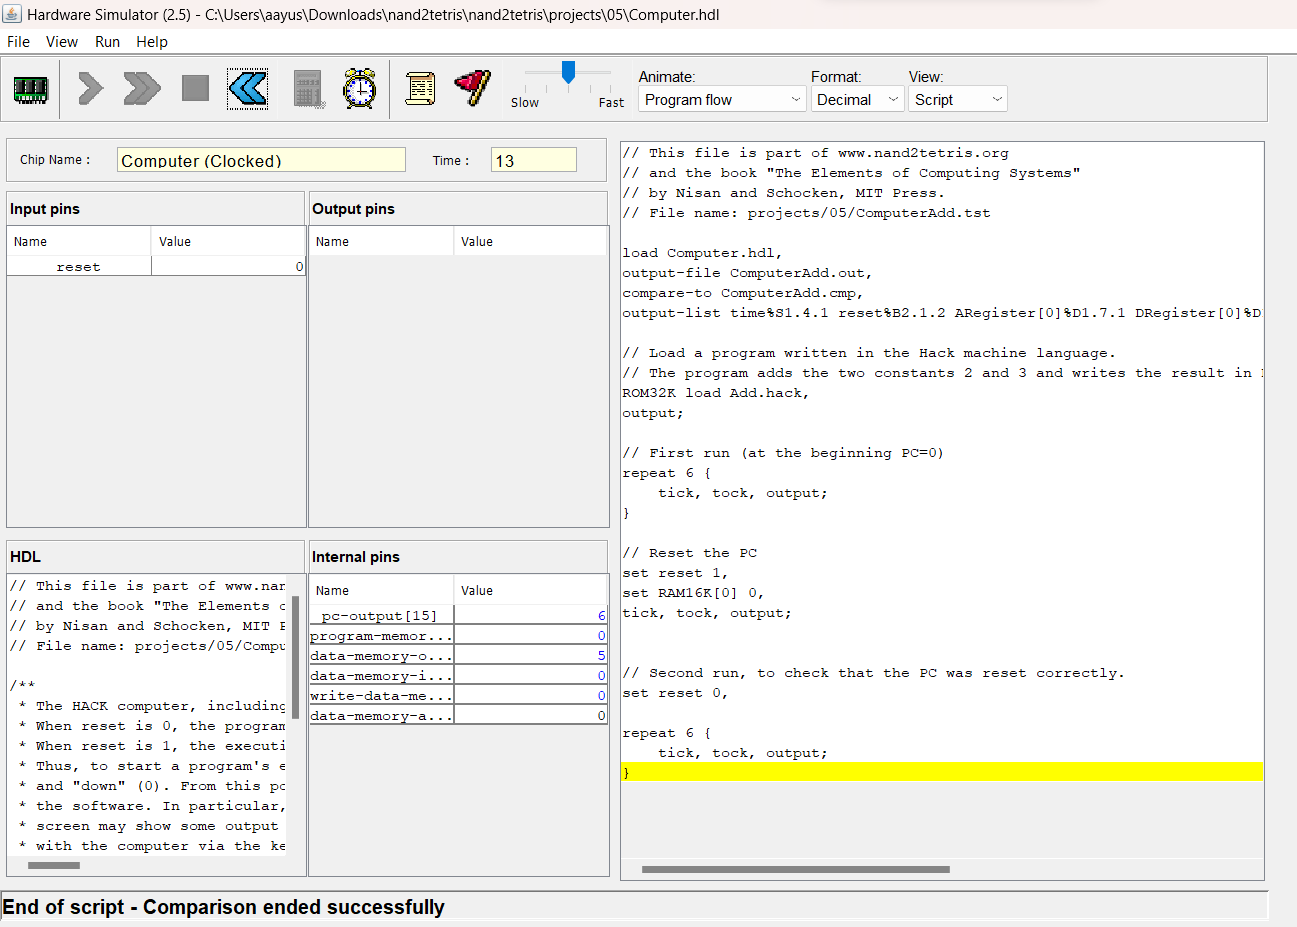 Hardware Simulator (2.5) - C:\Users\aayus\Downloads\nand2tetris\nand2tetris\projects\05\Computer.hdl
File View Run Help
Slow Fast
Animate: Format: View:
Program flow Decimal Script
Chip Name : Computer (Clocked) Time : 13
Input pins
Name Value
reset 0
Output pins
Name Value
HDL
// This file is part of www.nan
// and the book "The Elements o
// by Nisan and Schocken, MIT P
// File name: projects/05/Compu
/**
* The HACK computer, including
* When reset is 0, the program
* When reset is 1, the executi
* Thus, to start a program's e
* and "down" (0). From this po
* the software. In particular,
* screen may show some output
* with the computer via the ke
Internal pins
Name Value
pc-output[15] 6
program-memor... 0
data-memory-o... 5
data-memory-i... 0
write-data-me... 0
data-memory-a... 0
// This file is part of www.nand2tetris.org
// and the book "The Elements of Computing Systems"
// by Nisan and Schocken, MIT Press.
// File name: projects/05/ComputerAdd.tst
load Computer.hdl,
output-file ComputerAdd.out,
compare-to ComputerAdd.cmp,
output-list time%S1.4.1 reset%B2.1.2 ARegister[0]%D1.7.1 DRegister[0]%D
// Load a program written in the Hack machine language.
// The program adds the two constants 2 and 3 and writes the result in
ROM32K load Add.hack,
output;
// First run (at the beginning PC=0)
repeat 6 {
tick, tock, output;
}
// Reset the PC
set reset 1,
set RAM16K[0] 0,
tick, tock, output;
// Second run, to check that the PC was reset correctly.
set reset 0,
repeat 6 {
tick, tock, output;
}
End of script - Comparison ended successfully